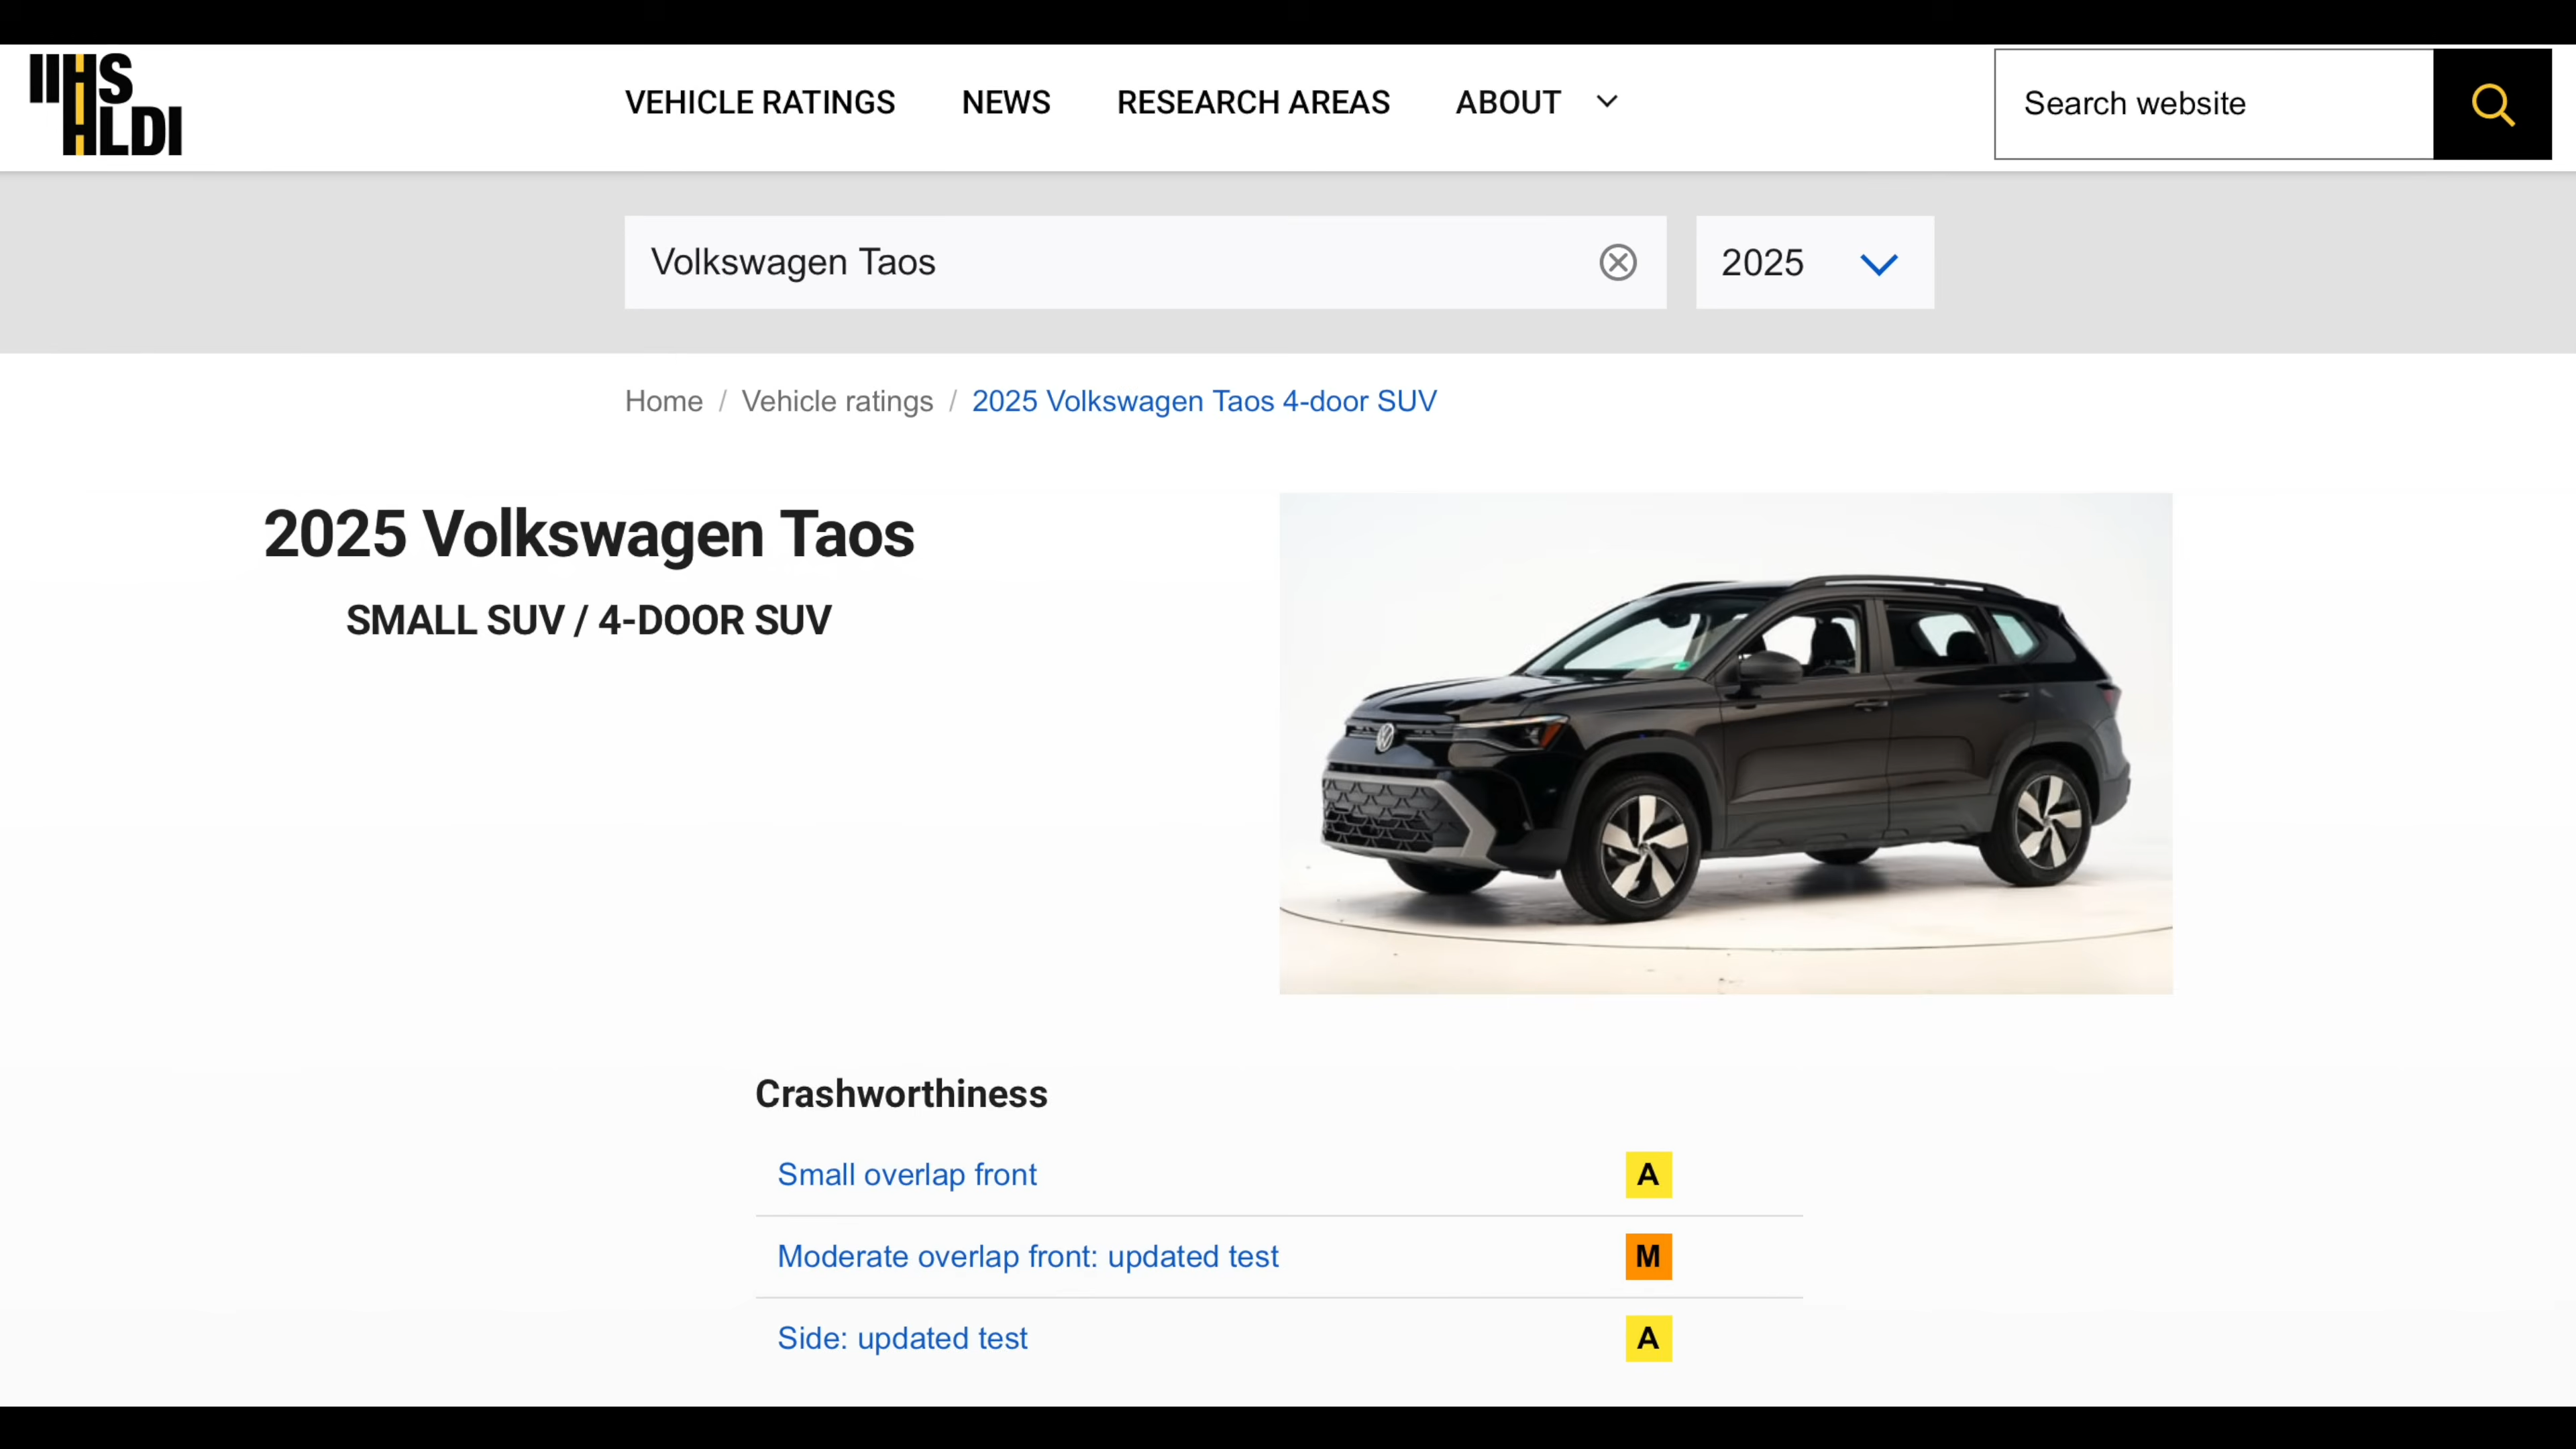 IIHS
HLDI
VEHICLE RATINGS
NEWS
RESEARCH AREAS
ABOUT
Search website
Volkswagen Taos
2025
Home / Vehicle ratings / 2025 Volkswagen Taos 4-door SUV
2025 Volkswagen Taos
SMALL SUV / 4-DOOR SUV
Crashworthiness
Small overlap front A
Moderate overlap front: updated test M
Side: updated test A